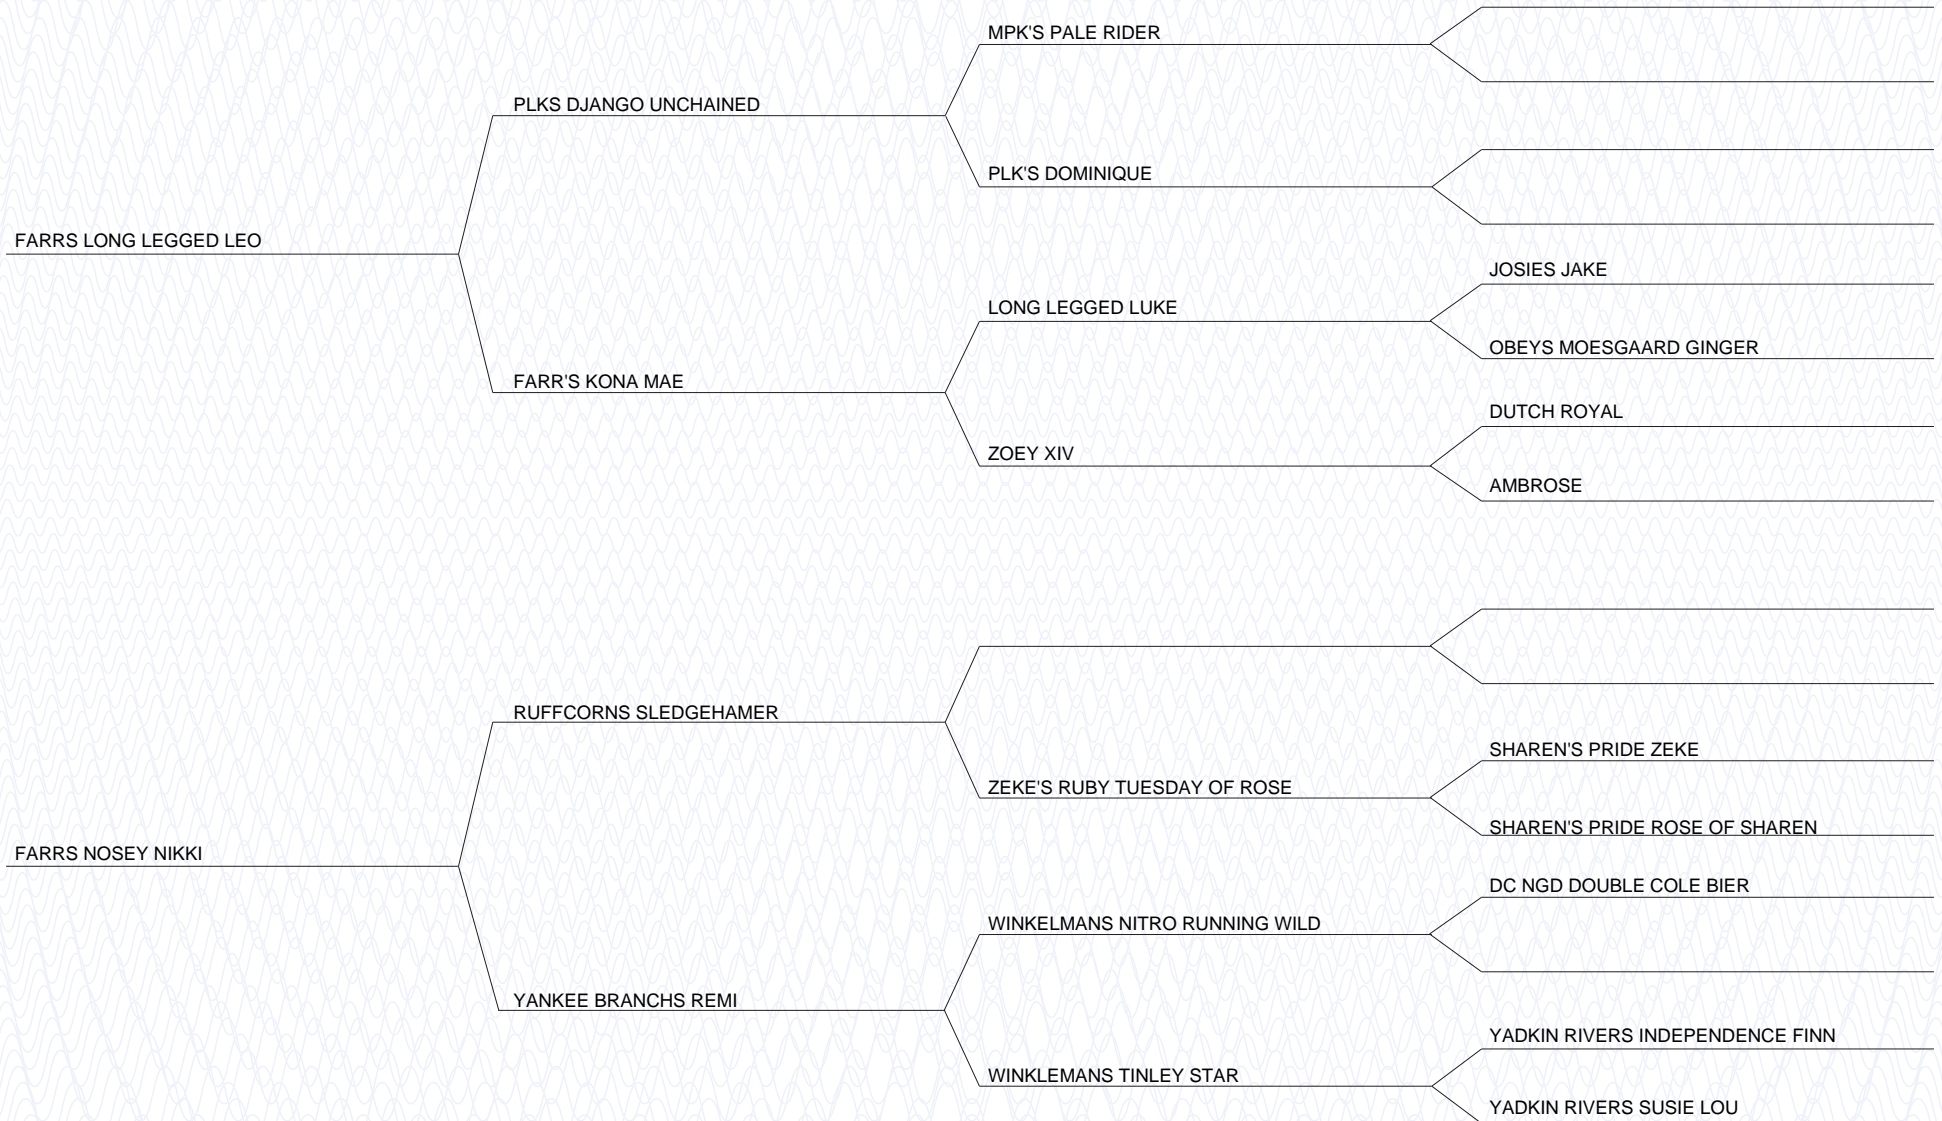 MPK'S PALE RIDER
PLKS DJANGO UNCHAINED
PLK'S DOMINIQUE
FARRS LONG LEGGED LEO
JOSIES JAKE
LONG LEGGED LUKE
OBEYS MOESGAARD GINGER
FARR'S KONA MAE
DUTCH ROYAL
ZOEY XIV
AMBROSE
RUFFCORNS SLEDGEHAMER
SHAREN'S PRIDE ZEKE
ZEKE'S RUBY TUESDAY OF ROSE
SHAREN'S PRIDE ROSE OF SHAREN
FARRS NOSEY NIKKI
DC NGD DOUBLE COLE BIER
WINKELMANS NITRO RUNNING WILD
YANKEE BRANCHS REMI
YADKIN RIVERS INDEPENDENCE FINN
WINKLEMANS TINLEY STAR
YADKIN RIVERS SUSIE LOU